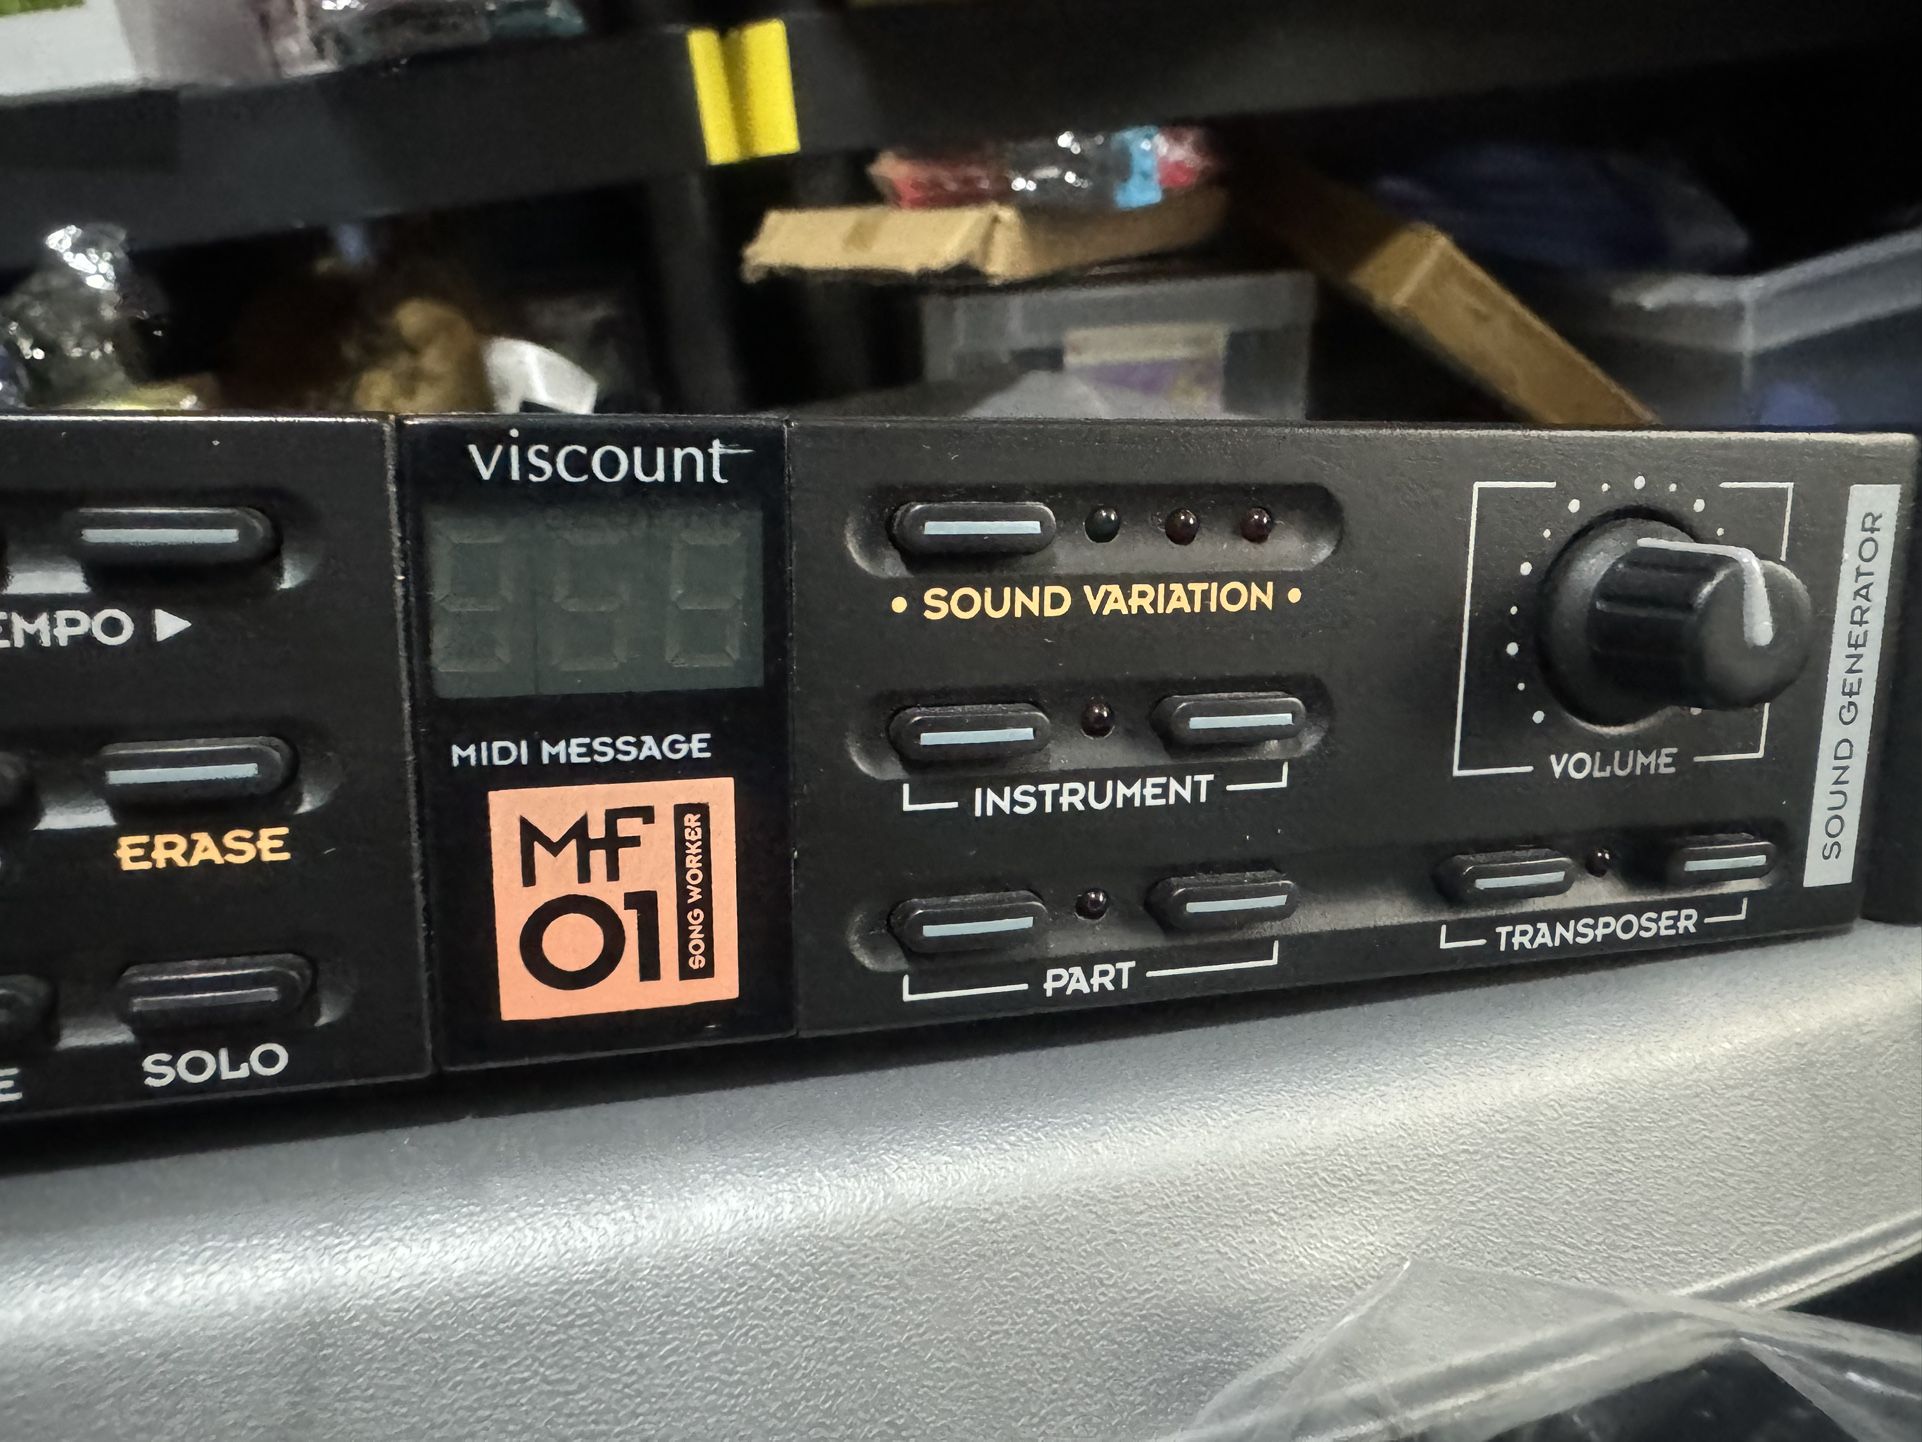 viscount
SOUND VARIATION
EMPO
MIDI MESSAGE
MF
01
SONG WORKER
INSTRUMENT
VOLUME
SOUND GENERATOR
ERASE
PART
TRANSPOSER
E
SOLO